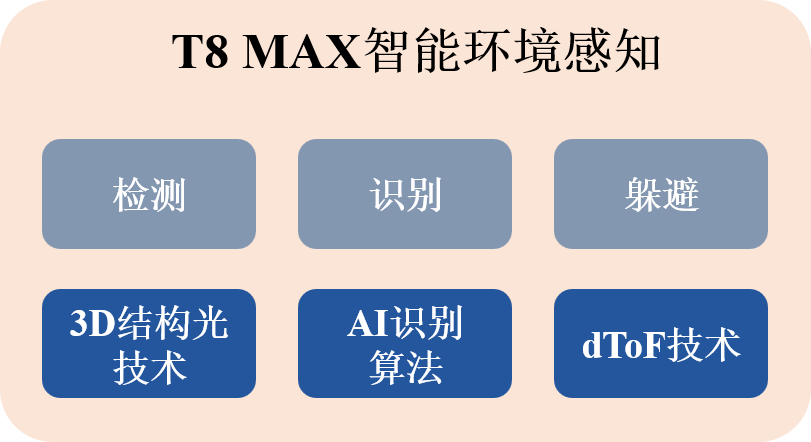 T8 MAX智能环境感知
检测
识别
躲避
3D结构光
技术
AI识别
算法
dToF技术